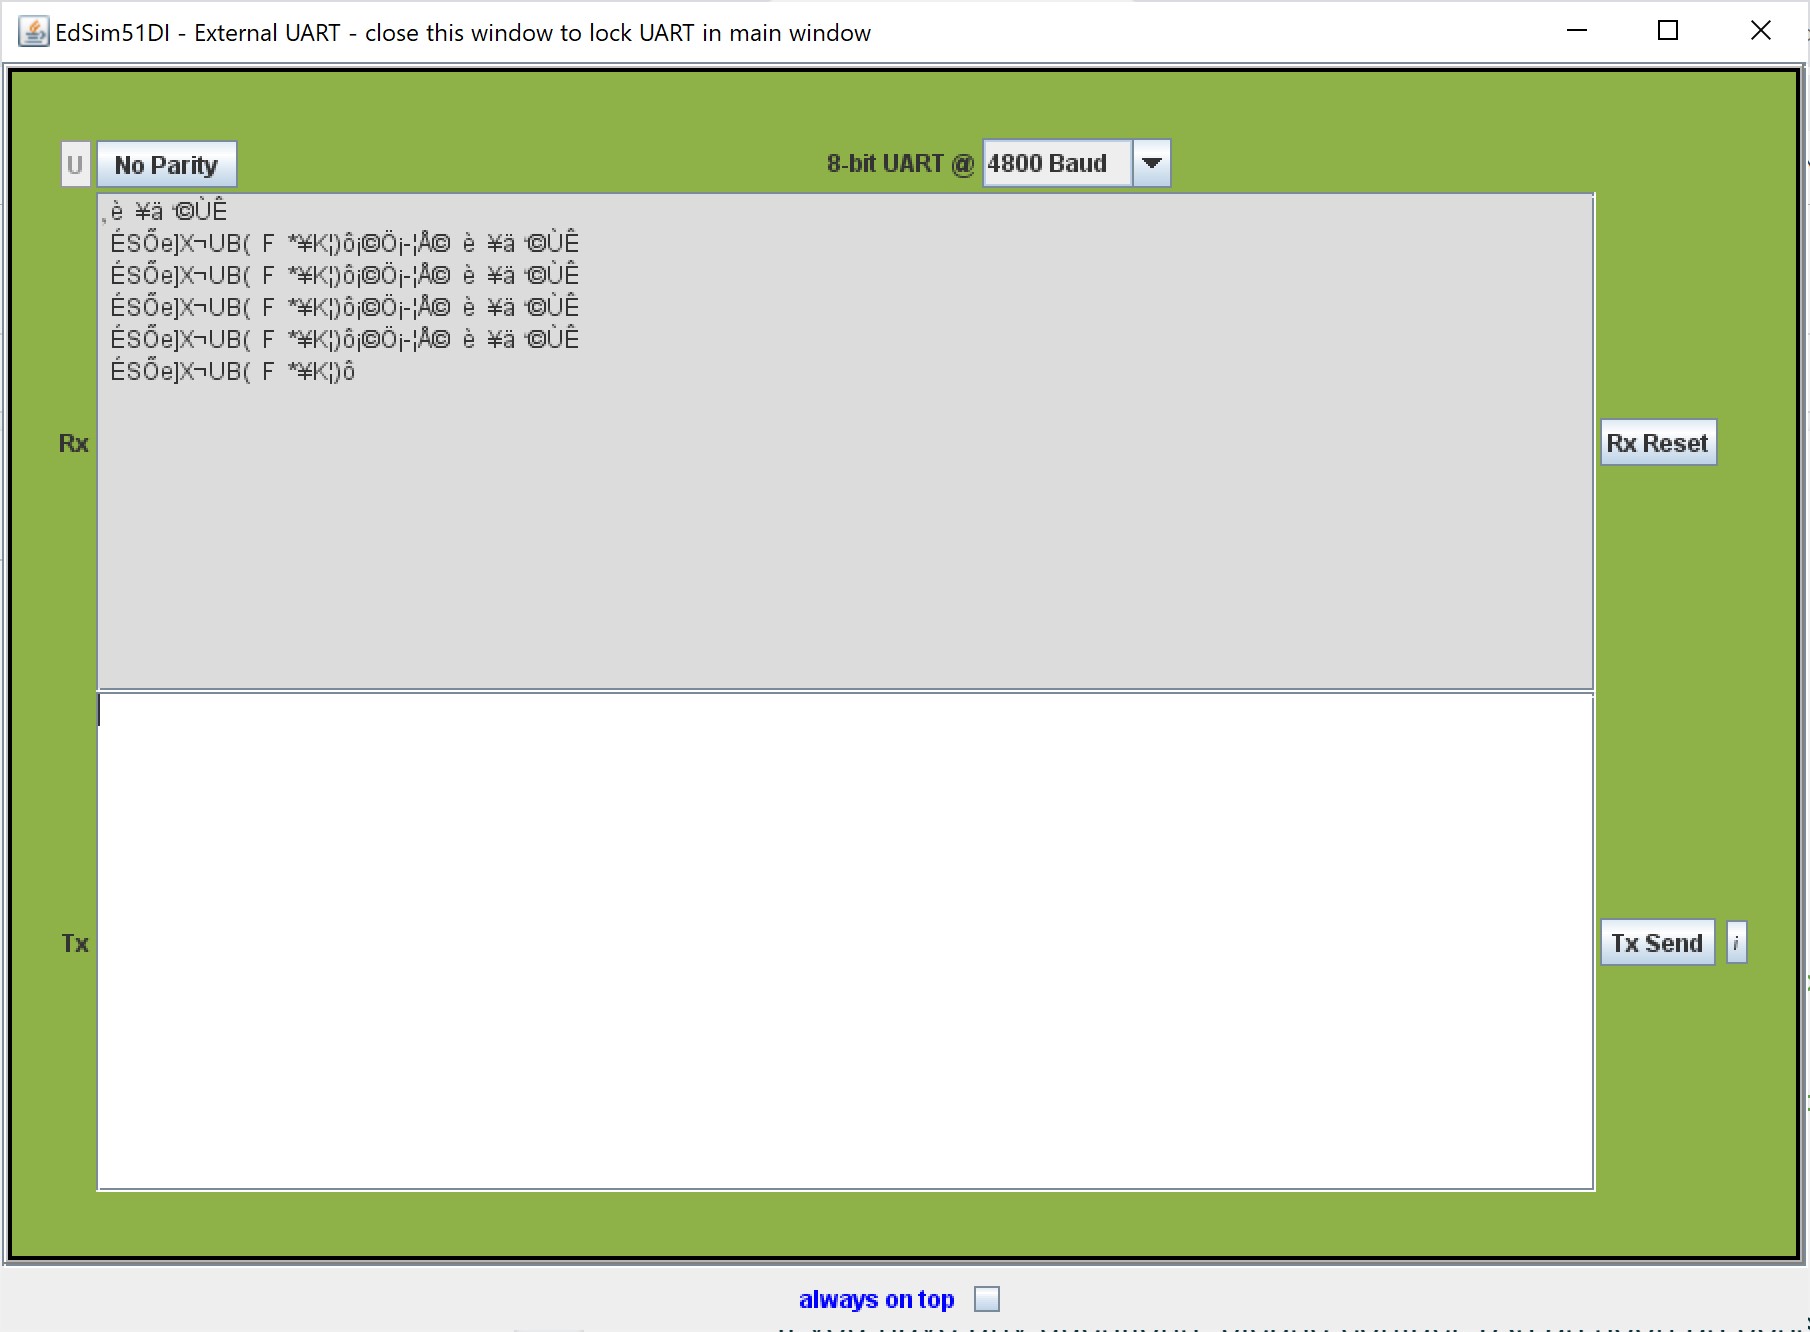 EdSim51DI - External UART - close this window to lock UART in main window
U No Parity 8-bit UART @ 4800 Baud
¸è ¥ä ©ÙÊ
ÉSÕe]X¬UB( F *¥K¦)ô¡©Ö¡-¦Å© è ¥ä ©ÙÊ
ÉSÕe]X¬UB( F *¥K¦)ô¡©Ö¡-¦Å© è ¥ä ©ÙÊ
ÉSÕe]X¬UB( F *¥K¦)ô¡©Ö¡-¦Å© è ¥ä ©ÙÊ
ÉSÕe]X¬UB( F *¥K¦)ô¡©Ö¡-¦Å© è ¥ä ©ÙÊ
ÉSÕe]X¬UB( F *¥K¦)ô
Rx
Rx Reset
Tx
Tx Send i
always on top